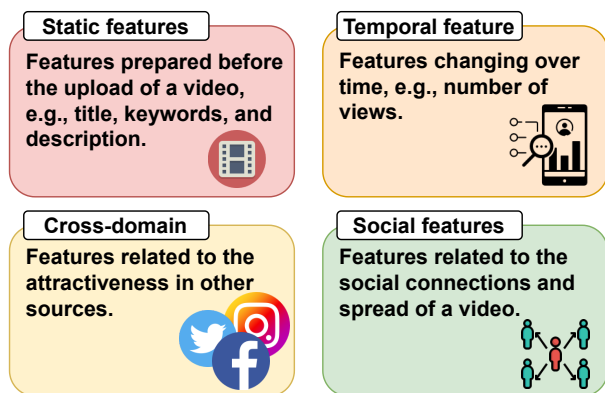 Static features
Features prepared before
the upload of a video,
e.g., title, keywords, and
description.
Temporal feature
Features changing over
time, e.g., number of
views.
Cross-domain
Features related to the
attractiveness in other
sources.
Social features
Features related to the
social connections and
spread of a video.